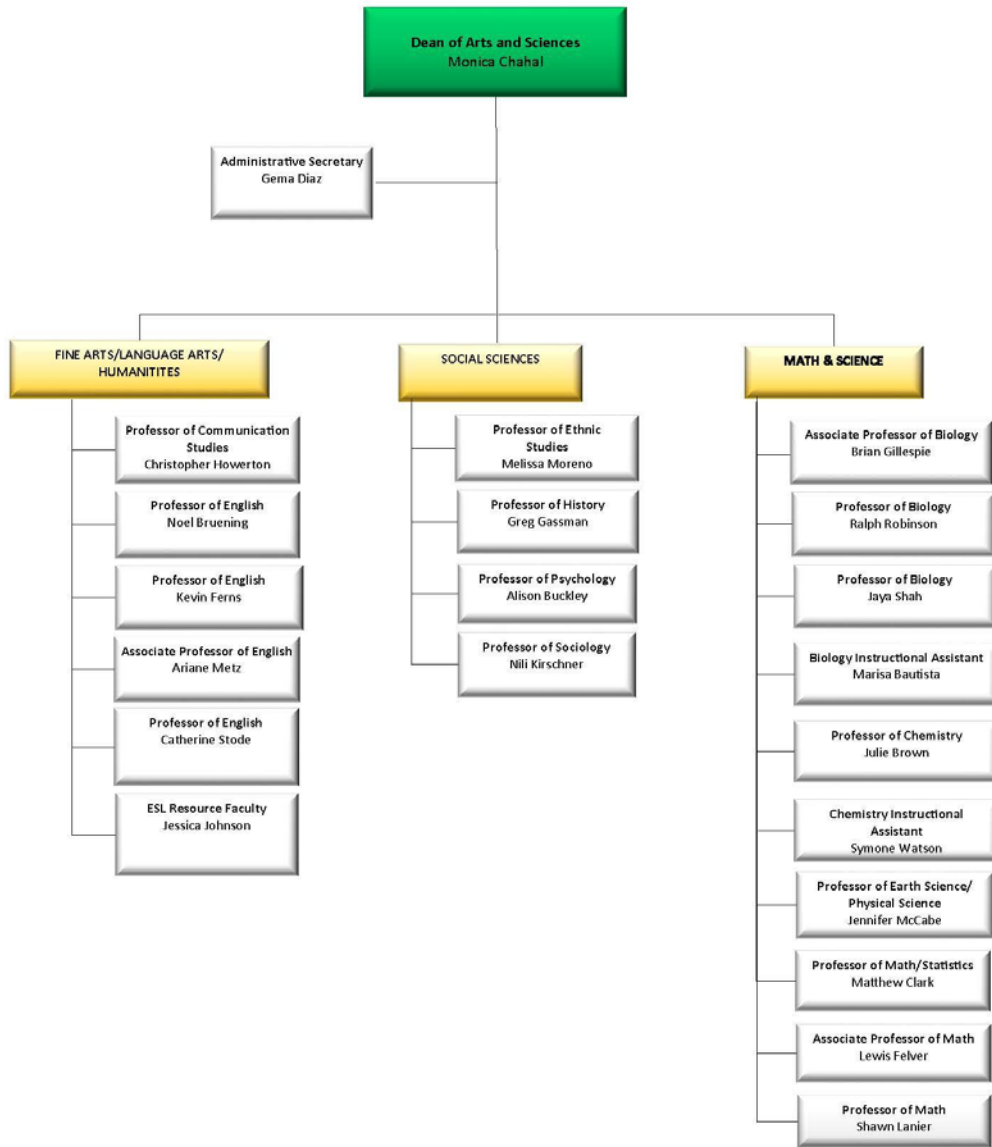 Dean of Arts and Sciences
Monica Chahal
Administrative Secretary
Gema Diaz
FINE ARTS/LANGUAGE ARTS/
HUMANITITES
Professor of Communication
Studies
Christopher Howerton
Professor of English
Noel Bruening
Professor of English
Kevin Ferns
Associate Professor of English
Ariane Metz
Professor of English
Catherine Stode
ESL Resource Faculty
Jessica Johnson
SOCIAL SCIENCES
Professor of Ethnic
Studies
Melissa Moreno
Professor of History
Greg Gassman
Professor of Psychology
Alison Buckley
Professor of Sociology
Nili Kirschner
MATH & SCIENCE
Associate Professor of Biology
Brian Gillespie
Professor of Biology
Ralph Robinson
Professor of Biology
Jaya Shah
Biology Instructional Assistant
Marisa Bautista
Professor of Chemistry
Julie Brown
Chemistry Instructional
Assistant
Symone Watson
Professor of Earth Science/
Physical Science
Jennifer McCabe
Professor of Math/Statistics
Matthew Clark
Associate Professor of Math
Lewis Felver
Professor of Math
Shawn Lanier